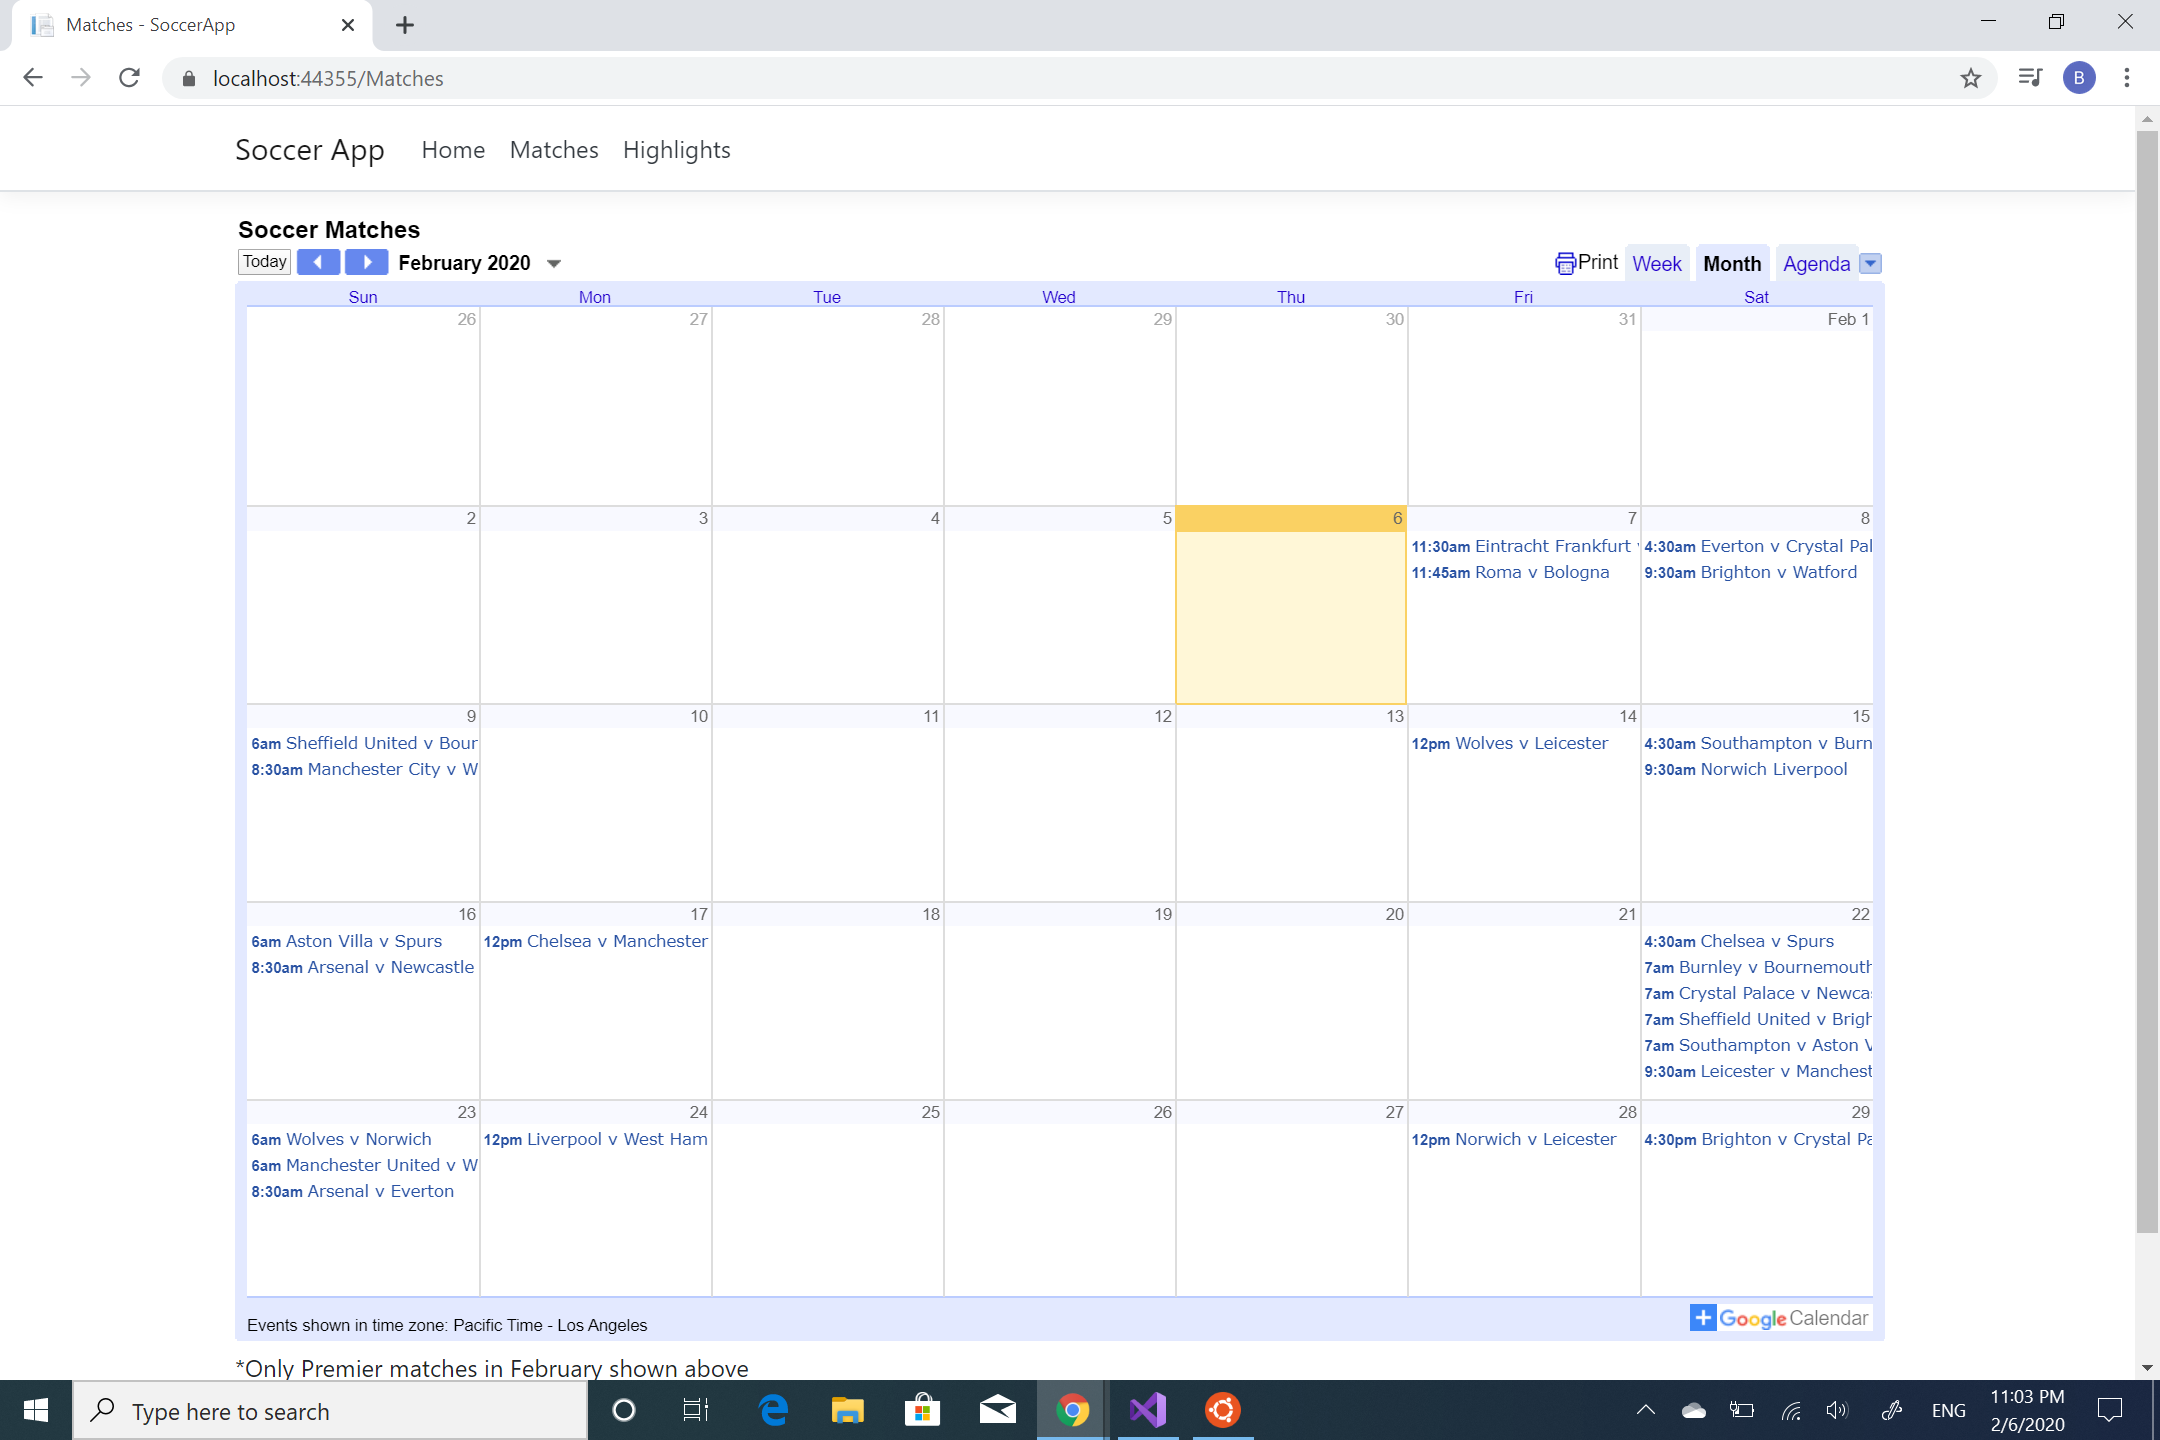 Matches - SoccerApp
localhost:44355/Matches
B
Soccer App Home Matches Highlights
Soccer Matches
Today February 2020 Print Week Month Agenda
Sun Mon Tue Wed Thu Fri Sat
26 27 28 29 30 31 Feb 1
2 3 4 5 6 7 8
11:30am Eintracht Frankfurt 4:30am Everton v Crystal Pal
11:45am Roma v Bologna 9:30am Brighton v Watford
9 10 11 12 13 14 15
6am Sheffield United v Bour 12pm Wolves v Leicester 4:30am Southampton v Burn
8:30am Manchester City v W 9:30am Norwich Liverpool
16 17 18 19 20 21 22
6am Aston Villa v Spurs 12pm Chelsea v Manchester 4:30am Chelsea v Spurs
8:30am Arsenal v Newcastle 7am Burnley v Bournemouth
7am Crystal Palace v Newca
7am Sheffield United v Brigh
7am Southampton v Aston V
9:30am Leicester v Manchest
23 24 25 26 27 28 29
6am Wolves v Norwich 12pm Liverpool v West Ham 12pm Norwich v Leicester 4:30pm Brighton v Crystal Pa
6am Manchester United v W
8:30am Arsenal v Everton
Events shown in time zone: Pacific Time - Los Angeles
Google Calendar
*Only Premier matches in February shown above
Type here to search
ENG
11:03 PM
2/6/2020